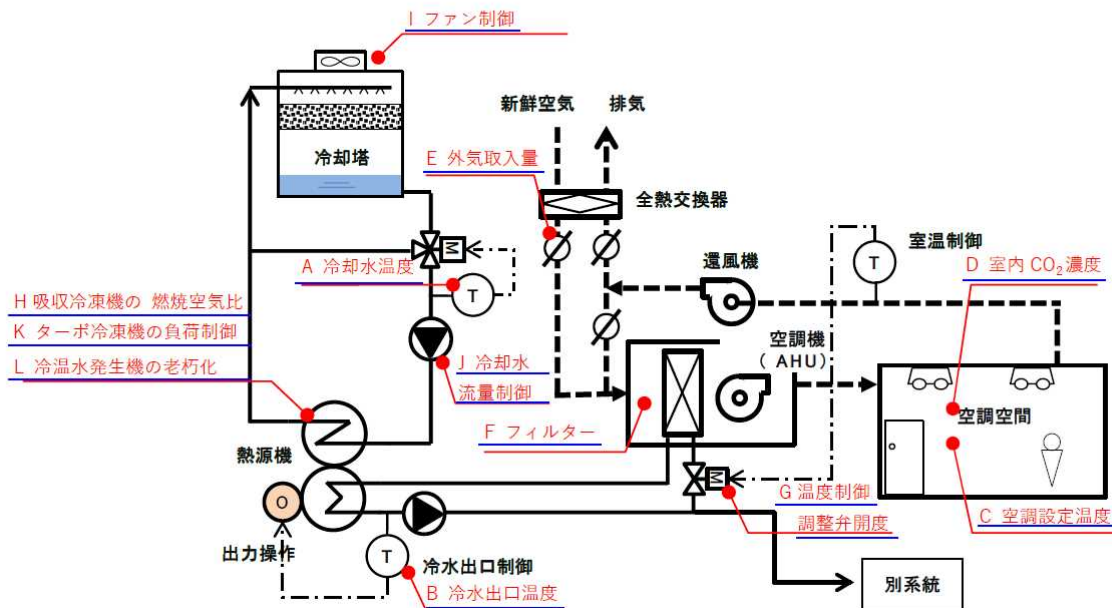 I ファン制御
新鮮空気
排気
E 外気取入量
冷却塔
全熱交換器
M
室温制御
A 冷却水温度
T
還風機
T
D 室内 CO₂濃度
H 吸収冷凍機の 燃焼空気比
K ターボ冷凍機の負荷制御
L 冷温水発生機の老朽化
J 冷却水
流量制御
空調機
( AHU )
F フィルター
空調空間
熱源機
M
G 温度制御
調整弁開度
C 空調設定温度
O
出力操作
T
冷水出口制御
B 冷水出口温度
別系統